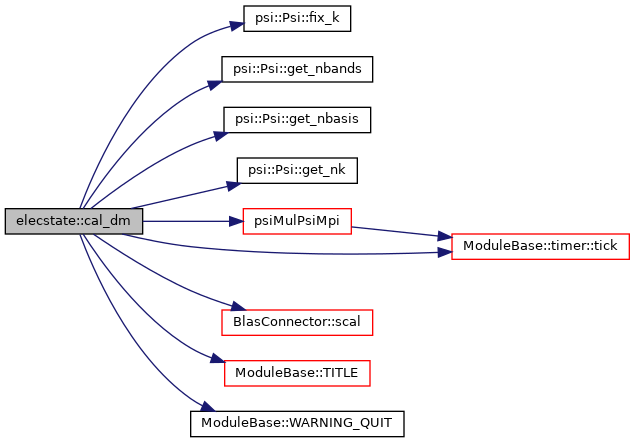 psi::Psi::fix_k
psi::Psi::get_nbands
psi::Psi::get_nbasis
psi::Psi::get_nk
elecstate::cal_dm
psiMulPsiMpi
ModuleBase::timer::tick
BlasConnector::scal
ModuleBase::TITLE
ModuleBase::WARNING_QUIT